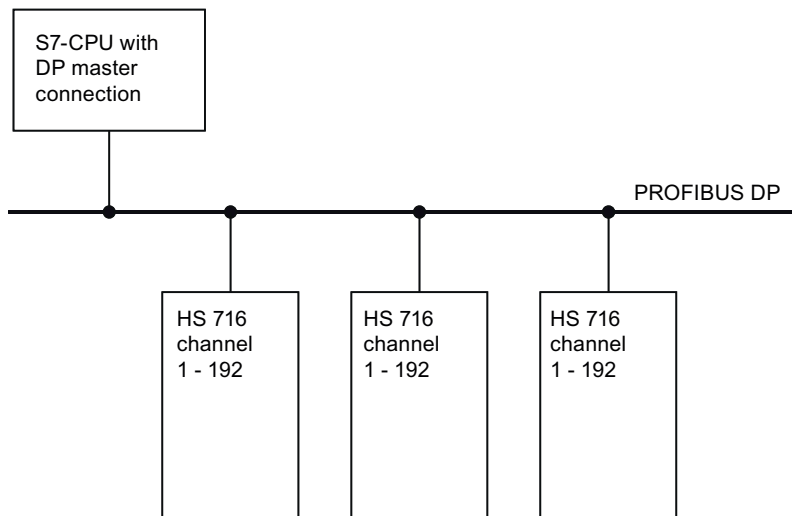 S7-CPU with
DP master
connection
PROFIBUS DP
HS 716
channel
1 - 192
HS 716
channel
1 - 192
HS 716
channel
1 - 192